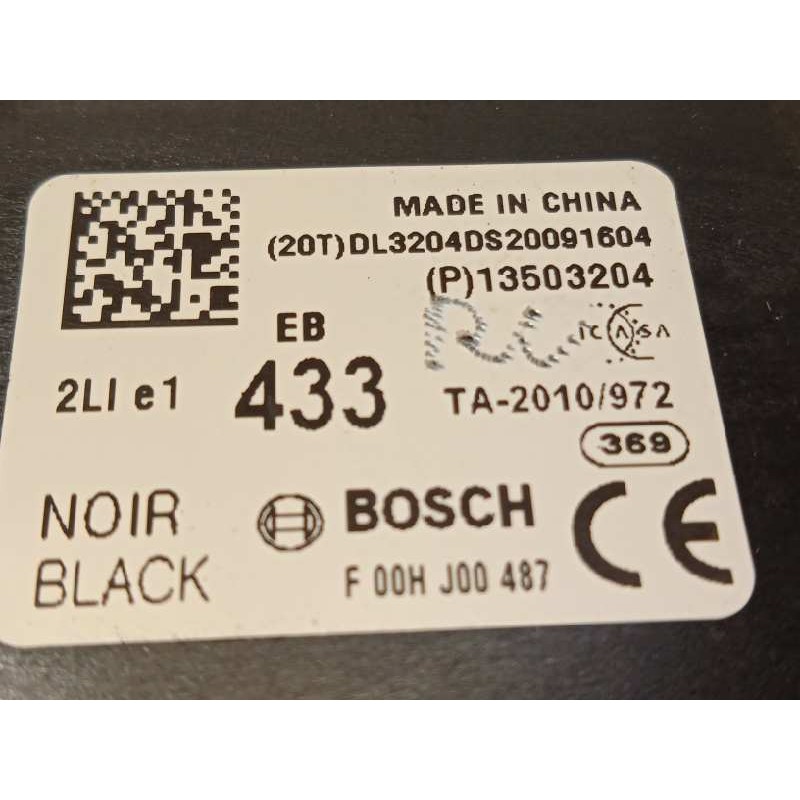 MADE IN CHINA
(20T)DL3204DS20091604
(P)13503204
EB
ICASA
2LI e1
433
TA-2010/972
369
NOIR
BOSCH
CE
BLACK
F 00H J00 487